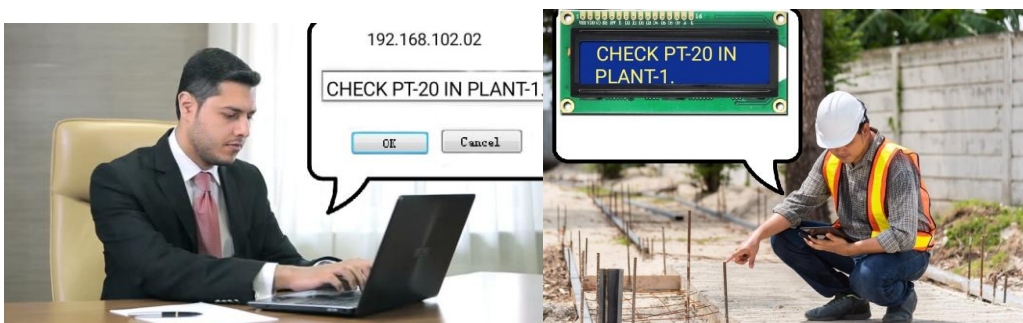 192.168.102.02
CHECK PT-20 IN PLANT-1.
OK
Cancel
CHECK PT-20 IN
PLANT-1.